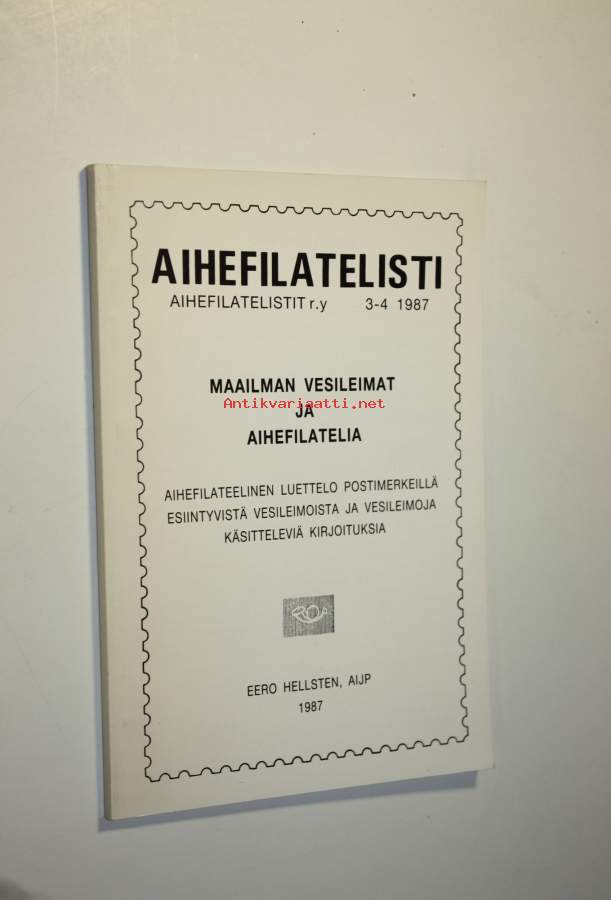 AIHEFILATELISTI
AIHEFILATELISTIT r.y 3-4 1987
MAAILMAN VESILEIMAT
Antikvariaatti.net
JA
AIHEFILATELIA
AIHEFILATEELINEN LUETTELO POSTIMERKEILLÄ
ESIINTYVISTÄ VESILEIMOISTA JA VESILEIMOJA
KÄSITTELEVIÄ KIRJOITUKSIA
EERO HELLSTEN, AIJP
1987